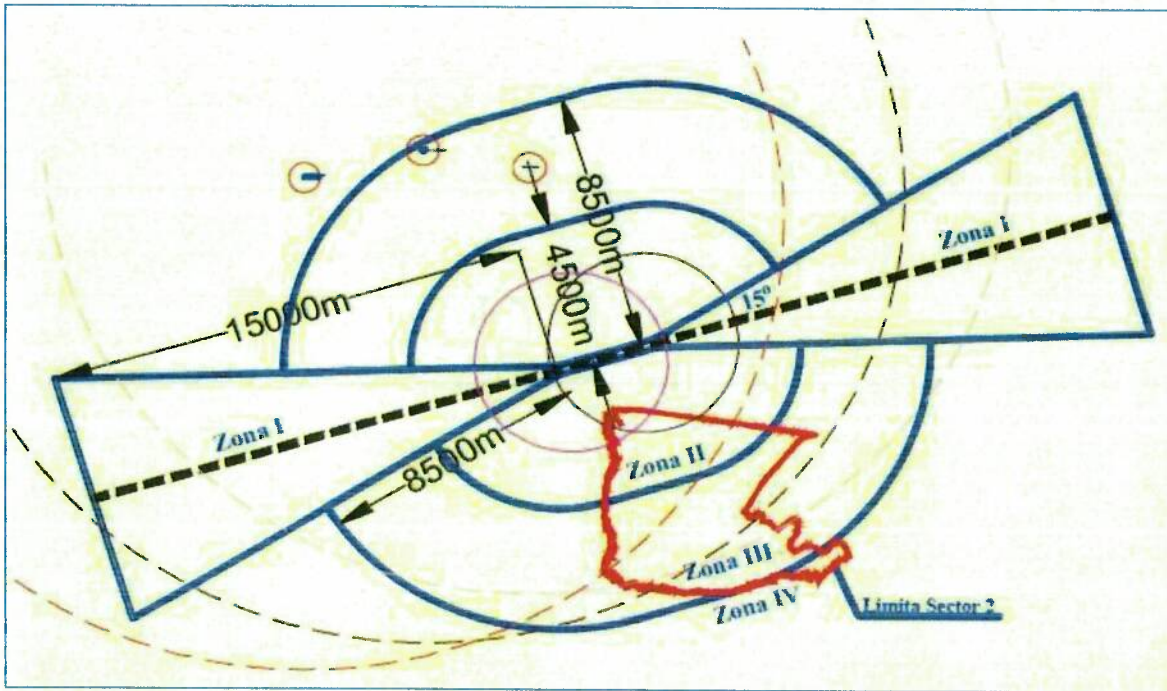 8500m
4500m
Zona I
15°
15000m
Zona I
8500m
Zona II
Zona III
Zona IV
Limita Sector 2